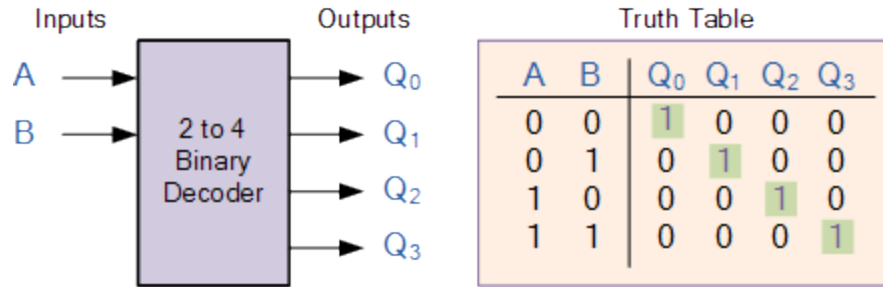 Inputs Outputs Truth Table
A Q₀
B Q₁
2 to 4
Binary
Decoder
Q₂
Q₃
A B Q₀ Q₁ Q₂ Q₃
0 0 1 0 0 0
0 1 0 1 0 0
1 0 0 0 1 0
1 1 0 0 0 1